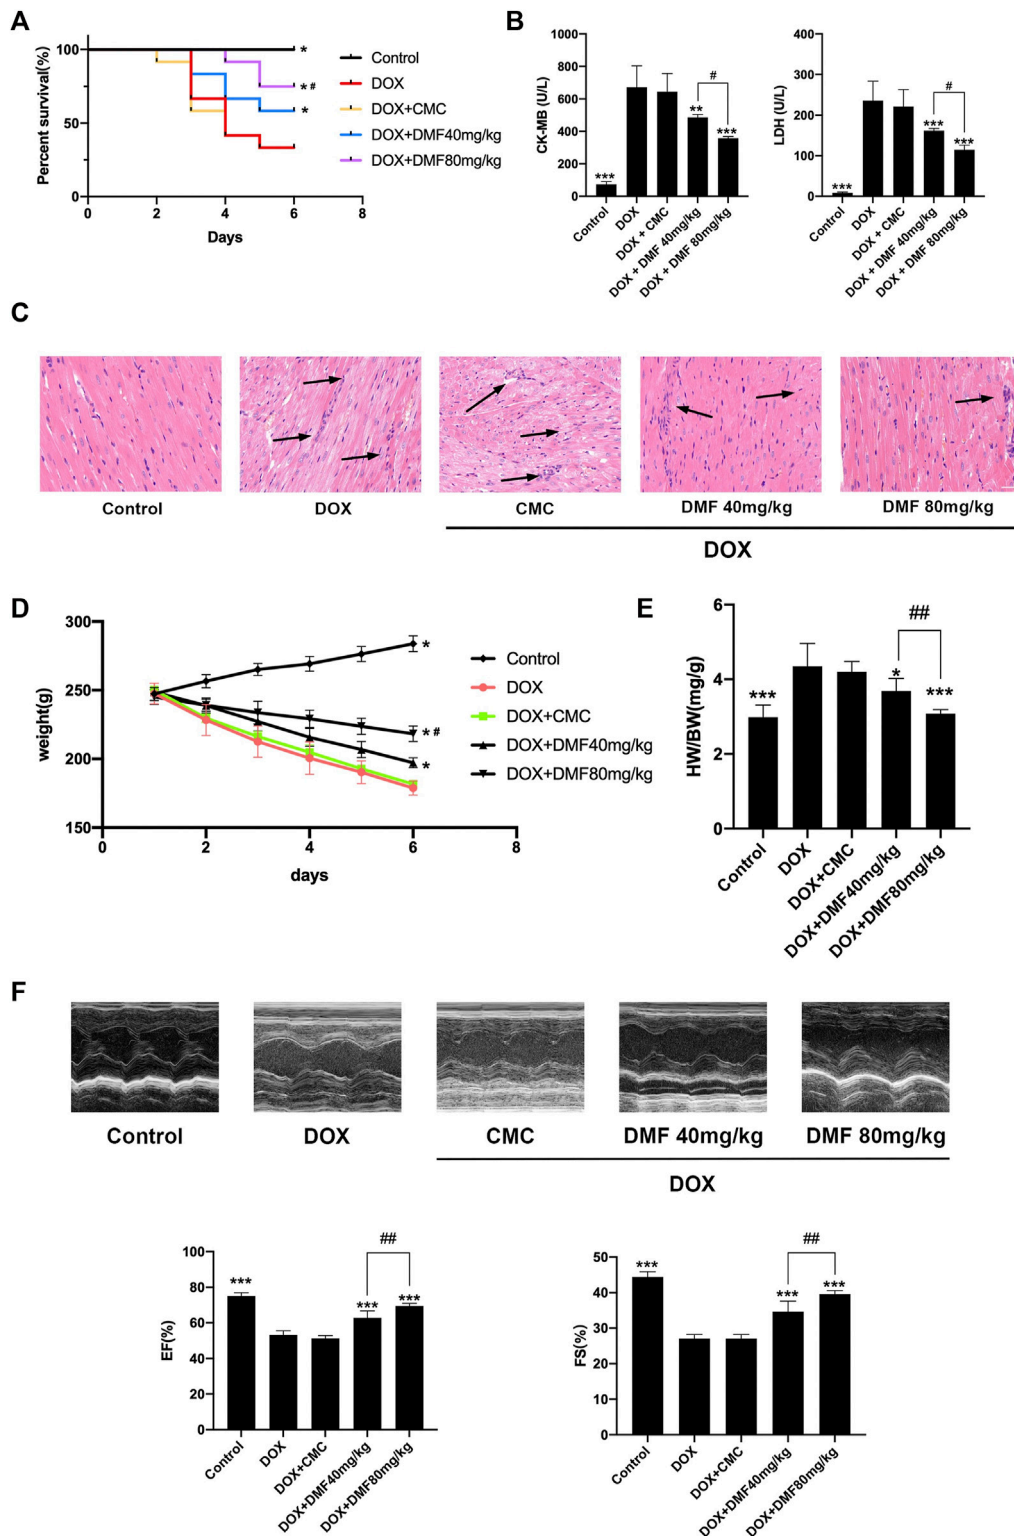 A
Percent survival(%)
100
50
0
0 2 4 6 8
Days
*
* #
*
Control
DOX
DOX+CMC
DOX+DMF40mg/kg
DOX+DMF80mg/kg
B
CK-MB (U/L)
1000
800
600
400
200
0
***
**
***
#
Control
DOX
DOX + CMC
DOX + DMF 40mg/kg
DOX + DMF 80mg/kg
LDH (U/L)
400
300
200
100
0
***
***
***
#
Control
DOX
DOX + CMC
DOX + DMF 40mg/kg
DOX + DMF 80mg/kg
C
Control
DOX
CMC
DMF 40mg/kg
DMF 80mg/kg
DOX
D
weight(g)
300
250
200
150
0 2 4 6 8
days
*
* #
*
Control
DOX
DOX+CMC
DOX+DMF40mg/kg
DOX+DMF80mg/kg
E
HW/BW(mg/g)
6
4
2
0
***
*
***
##
Control
DOX
DOX+CMC
DOX+DMF40mg/kg
DOX+DMF80mg/kg
F
Control
DOX
CMC
DMF 40mg/kg
DMF 80mg/kg
DOX
EF(%)
100
80
60
40
20
0
***
***
***
##
Control
DOX
DOX+CMC
DOX+DMF40mg/kg
DOX+DMF80mg/kg
FS(%)
50
40
30
20
10
0
***
***
***
##
Control
DOX
DOX+CMC
DOX+DMF40mg/kg
DOX+DMF80mg/kg